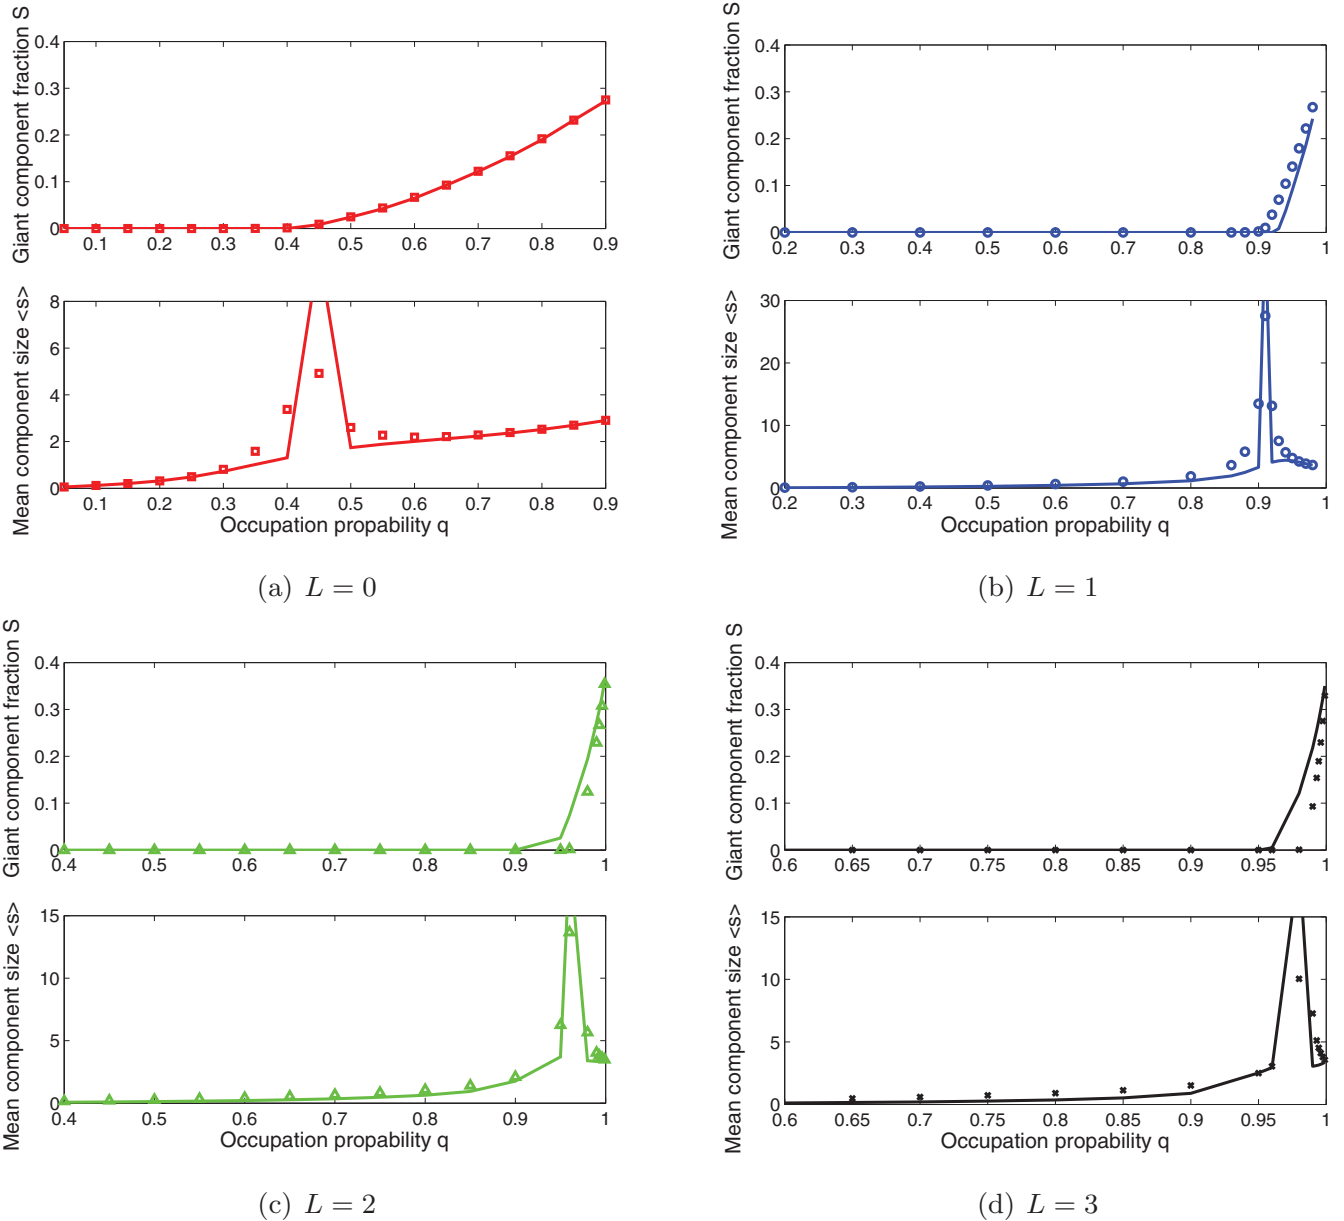 Giant component fraction S
0.4
0.3
0.2
0.1
0
0.1 0.2 0.3 0.4 0.5 0.6 0.7 0.8 0.9
Mean component size <s>
8
6
4
2
0
0.1 0.2 0.3 0.4 0.5 0.6 0.7 0.8 0.9
Occupation propability q
(a) L = 0
Giant component fraction S
0.4
0.3
0.2
0.1
0
0.2 0.3 0.4 0.5 0.6 0.7 0.8 0.9 1
Mean component size <s>
30
20
10
0
0.2 0.3 0.4 0.5 0.6 0.7 0.8 0.9 1
Occupation propability q
(b) L = 1
Giant component fraction S
0.4
0.3
0.2
0.1
0
0.4 0.5 0.6 0.7 0.8 0.9 1
Mean component size <s>
15
10
5
0
0.4 0.5 0.6 0.7 0.8 0.9 1
Occupation propability q
(c) L = 2
Giant component fraction S
0.4
0.3
0.2
0.1
0
0.6 0.65 0.7 0.75 0.8 0.85 0.9 0.95 1
Mean component size <s>
15
10
5
0
0.6 0.65 0.7 0.75 0.8 0.85 0.9 0.95 1
Occupation propability q
(d) L = 3